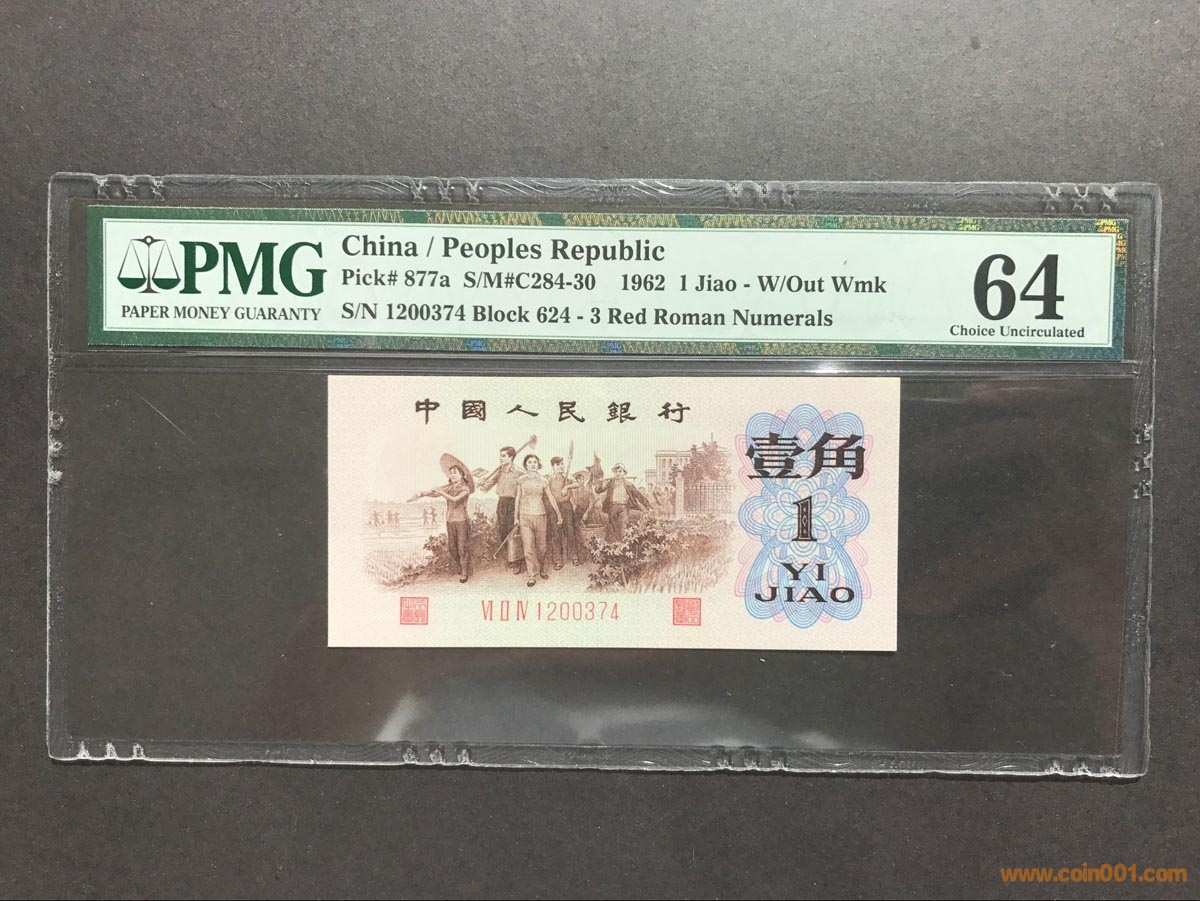 PMG
PAPER MONEY GUARANTY
China / Peoples Republic
Pick# 877a S/M#C284-30 1962 1 Jiao - W/Out Wmk
S/N 1200374 Block 624 - 3 Red Roman Numerals
64
Choice Uncirculated
中國人民銀行
壹角
1
YI
JIAO
VI II IV 1200374
www.coin001.com